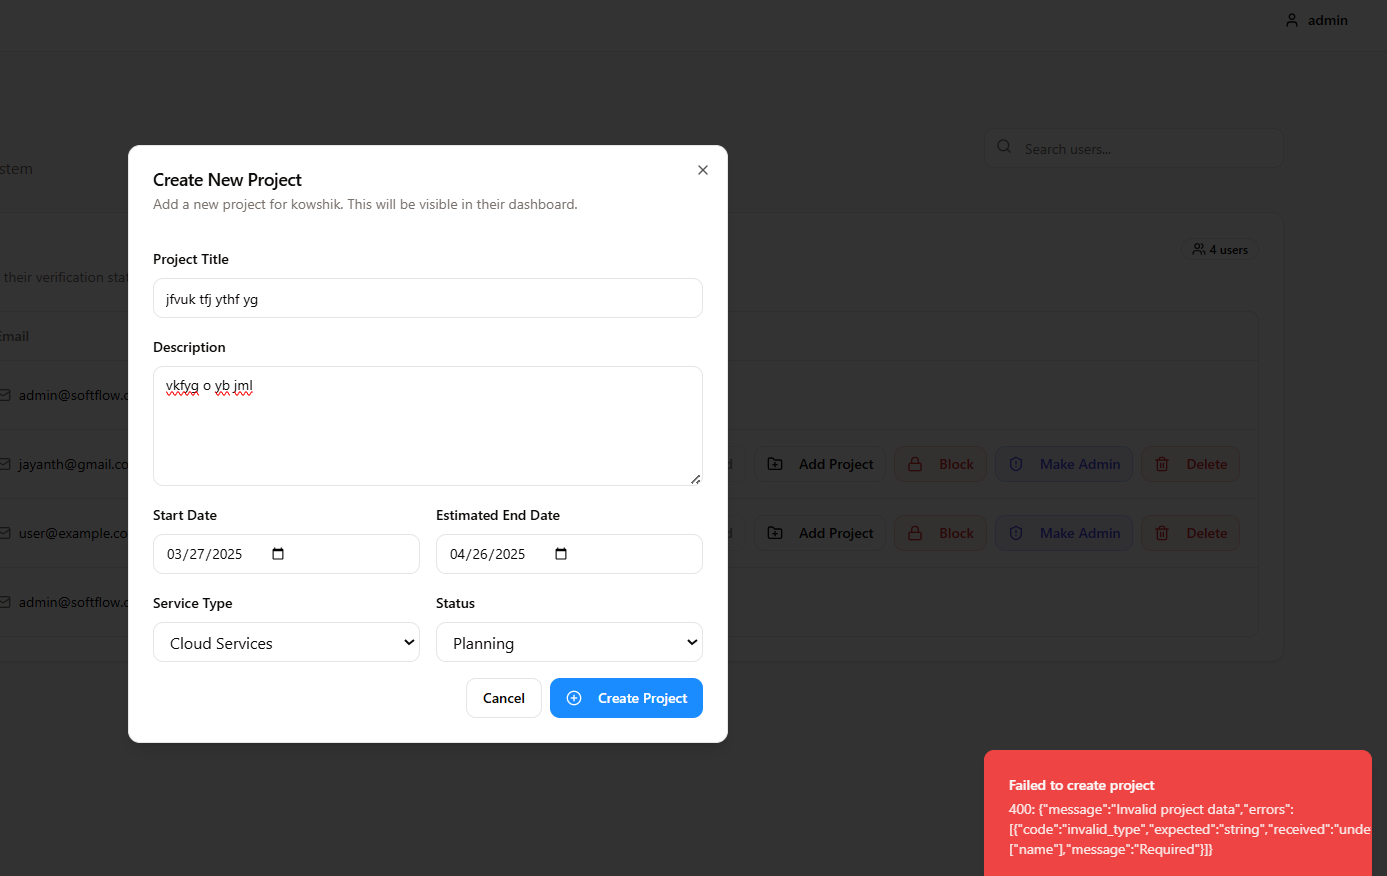 admin
stem
Search users...
4 users
their verification stat
Email
admin@softflow.c
jayanth@gmail.co
d
Add Project
Block
Make Admin
Delete
user@example.co
d
Add Project
Block
Make Admin
Delete
admin@softflow.c
Create New Project
Add a new project for kowshik. This will be visible in their dashboard.
Project Title
jfvuk tfj ythf yg
Description
vkfyg o yb jml
Start Date
Estimated End Date
03/27/2025
04/26/2025
Service Type
Status
Cloud Services
Planning
Cancel
Create Project
Failed to create project
400: {"message":"Invalid project data","errors":
[{"code":"invalid_type","expected":"string","received":"unde
["name"],"message":"Required"}]}